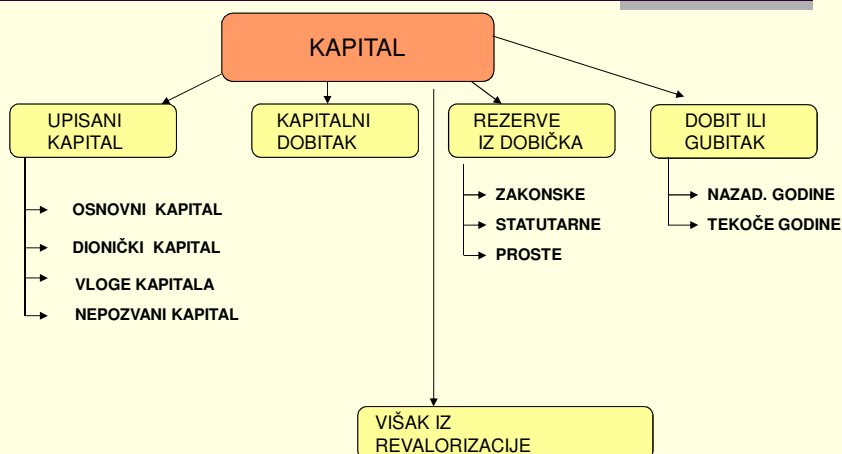 KAPITAL
UPISANI
KAPITAL
KAPITALNI
DOBITAK
REZERVE
IZ DOBIČKA
DOBIT ILI
GUBITAK
OSNOVNI KAPITAL
DIONIČKI KAPITAL
VLOGE KAPITALA
NEPOZVANI KAPITAL
ZAKONSKE
STATUTARNE
PROSTE
NAZAD. GODINE
TEKOČE GODINE
VIŠAK IZ
REVALORIZACIJE